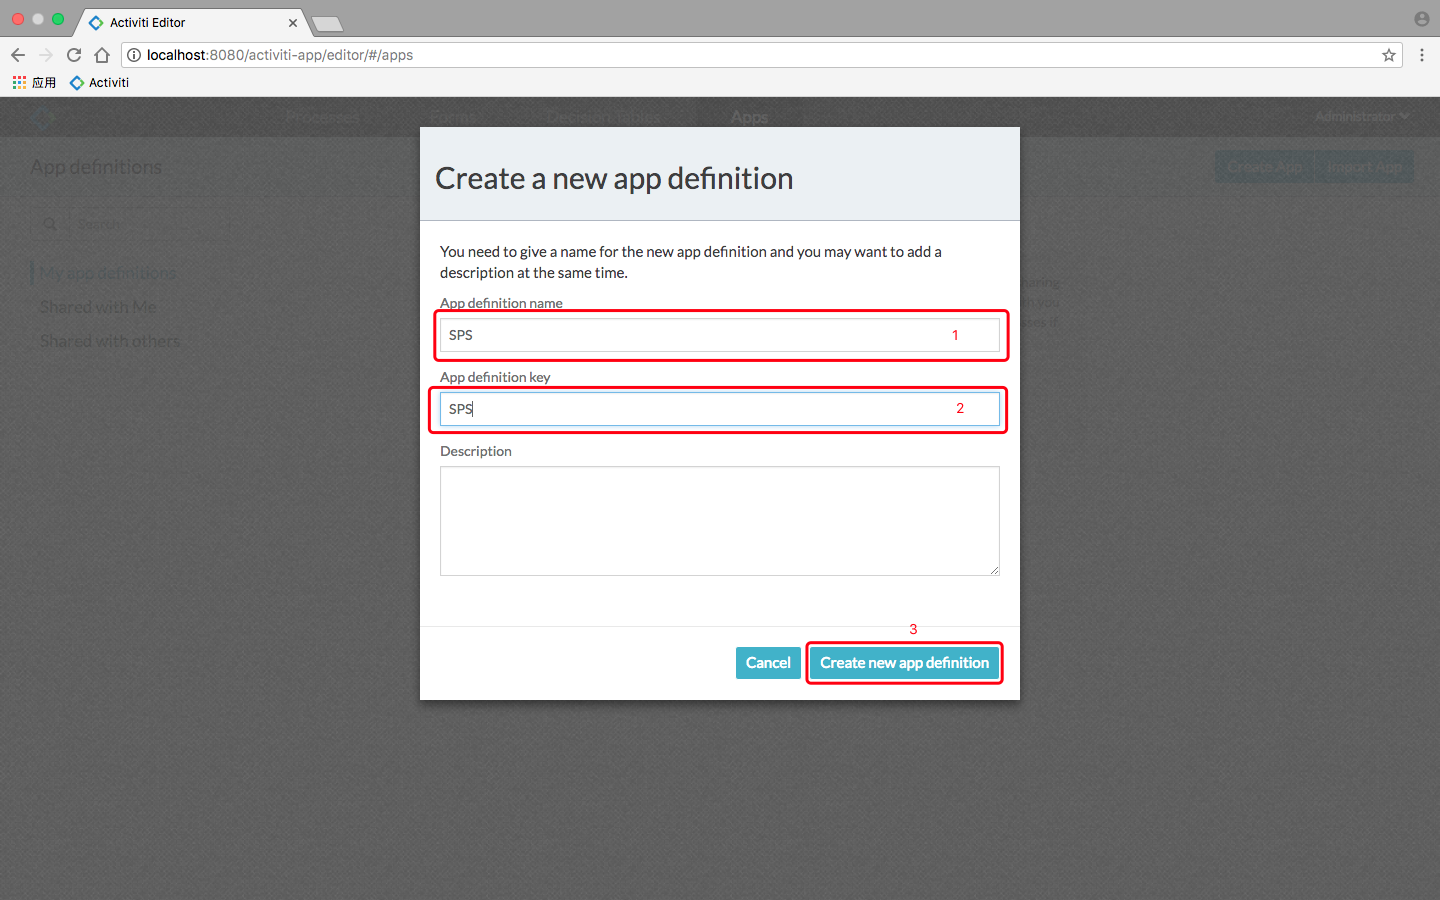 Activiti Editor
localhost:8080/activiti-app/editor/#/apps
应用 Activiti
Processes Forms Decision Tables Apps Administrator
App definitions
Create App Import App
Search
My app definitions
Shared with Me
Shared with others
Create a new app definition
You need to give a name for the new app definition and you may want to add a
description at the same time.
App definition name
SPS 1
App definition key
SPS 2
Description
3
Cancel Create new app definition